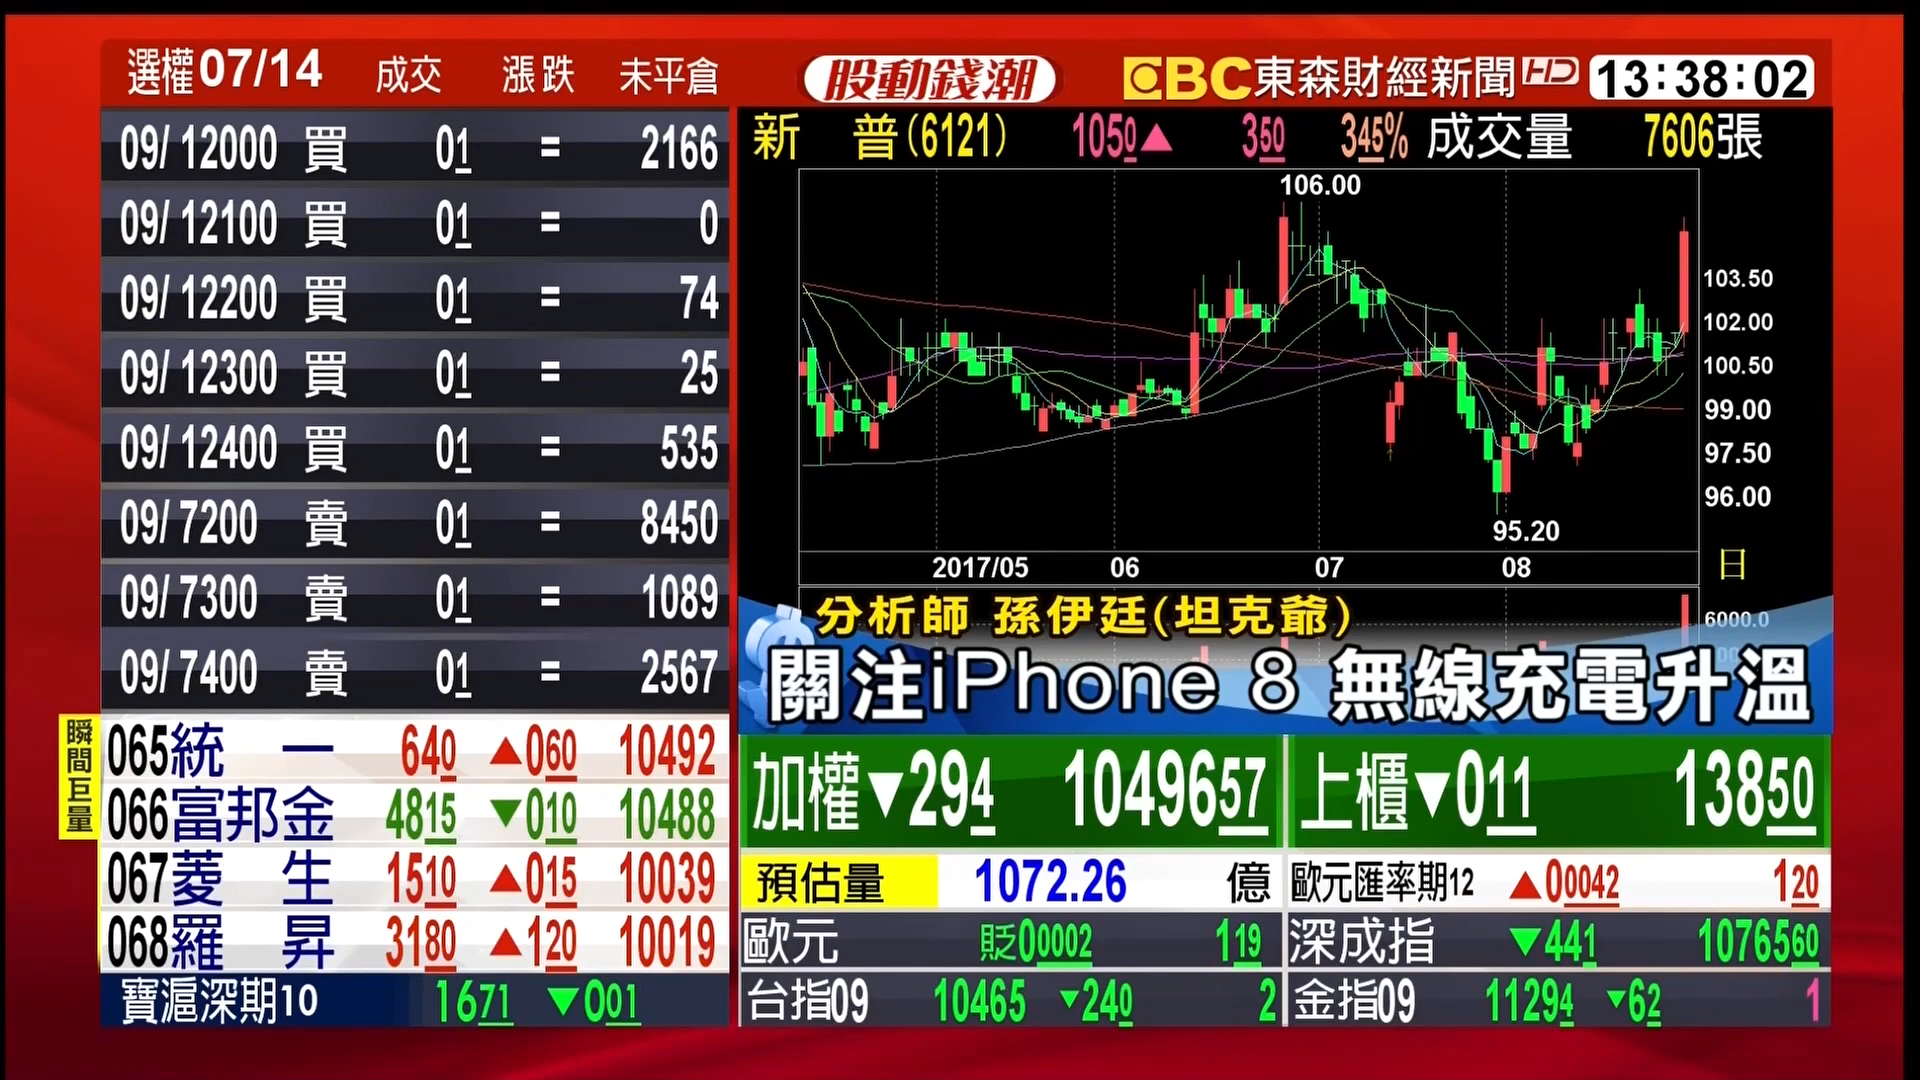 選權07/14 成交 漲跌 未平倉
股動錢潮
EBC東森財經新聞HD 13:38:02
09/ 12000 買 01 = 2166
09/ 12100 買 01 = 0
09/ 12200 買 01 = 74
09/ 12300 買 01 = 25
09/ 12400 買 01 = 535
09/ 7200 賣 01 = 8450
09/ 7300 賣 01 = 1089
09/ 7400 賣 01 = 2567
瞬間巨量
065統 一 640 ▲060 10492
066富邦金 4815 ▼010 10488
067菱 生 1510 ▲015 10039
068羅 昇 3180 ▲120 10019
寶滬深期10 1671 ▼001
新 普(6121) 1050▲ 350 345% 成交量 7606張
106.00
103.50
102.00
100.50
99.00
97.50
96.00
95.20
2017/05 06 07 08 日
6000.0
分析師 孫伊廷(坦克爺)
關注iPhone 8 無線充電升溫
加權▼294 1049657 上櫃▼011 13850
預估量 1072.26 億 歐元匯率期12 ▲00042 120
歐元 貶00002 119 深成指 ▼441 1076560
台指09 10465 ▼240 2 金指09 11294 ▼62 1